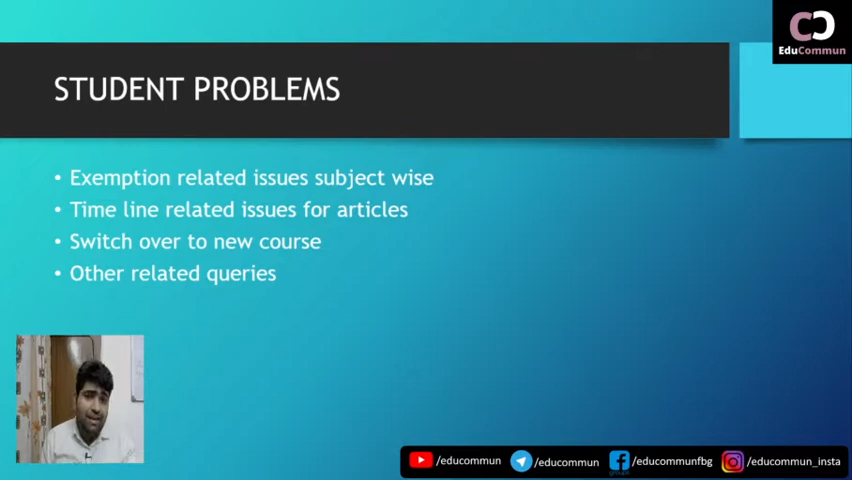 EduCommun
STUDENT PROBLEMS
• Exemption related issues subject wise
• Time line related issues for articles
• Switch over to new course
• Other related queries
/educommun
/educommun
/educommunfbg
/educommun_insta